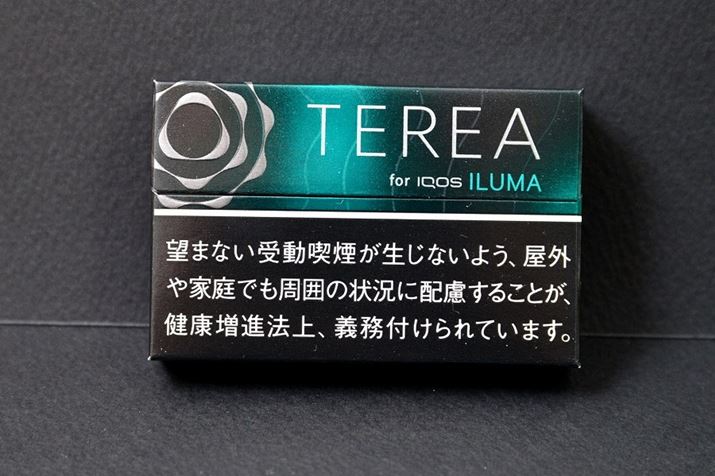 TEREA
for IQOS ILUMA
望まない受動喫煙が生じないよう、屋外
や家庭でも周囲の状況に配慮することが、
健康増進法上、義務付けられています。